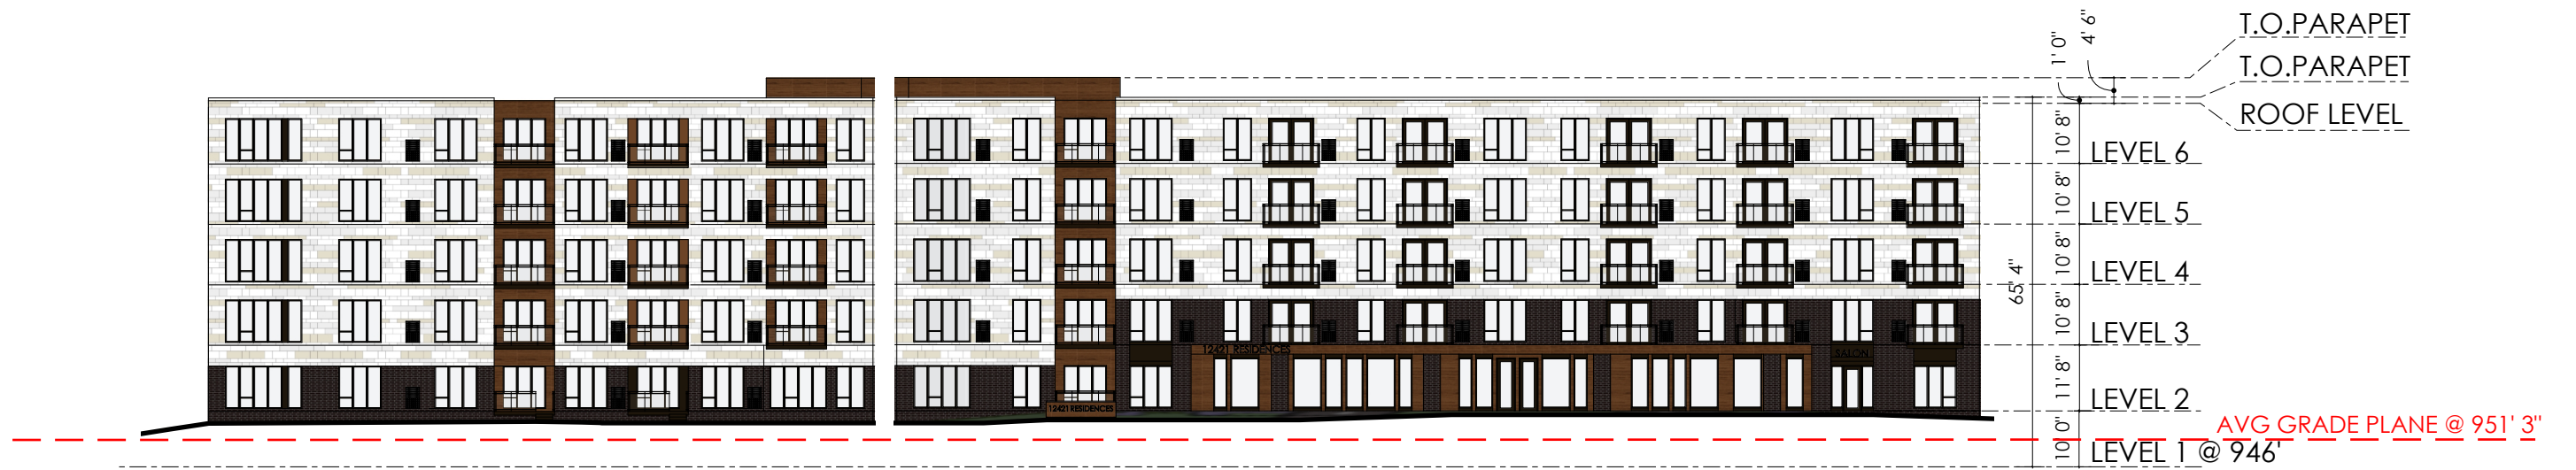 T.O.PARAPET
4' 6"
1' 0"
T.O.PARAPET
ROOF LEVEL
10' 8"
LEVEL 6
10' 8"
LEVEL 5
10' 8"
LEVEL 4
65' 4"
10' 8"
LEVEL 3
12421 RESIDENCES
SALON
11' 8"
LEVEL 2
12421 RESIDENCES
AVG GRADE PLANE @ 951' 3"
10' 0"
LEVEL 1 @ 946'